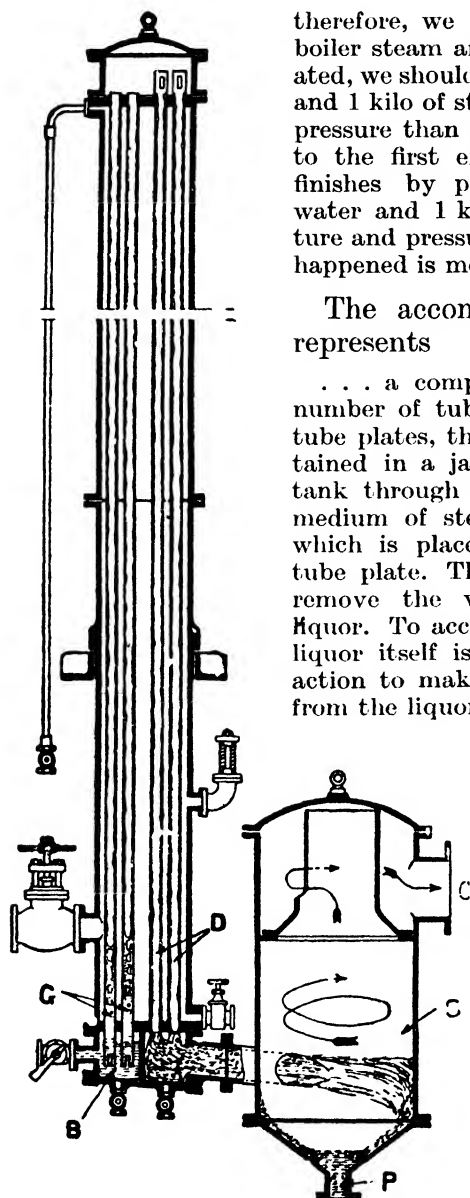 therefore, we
boiler steam an
ated, we should
and 1 kilo of st
pressure than
to the first e
finishes by p
water and 1 k
ture and pressu
happened is mo
The accom
represents
. . . a comp
number of tub
tube plates, th
tained in a ja
tank through
medium of ste
which is place
tube plate. Th
remove the v
Hquor. To acc
liquor itself is
action to mak
from the liquor
D
G
B
P